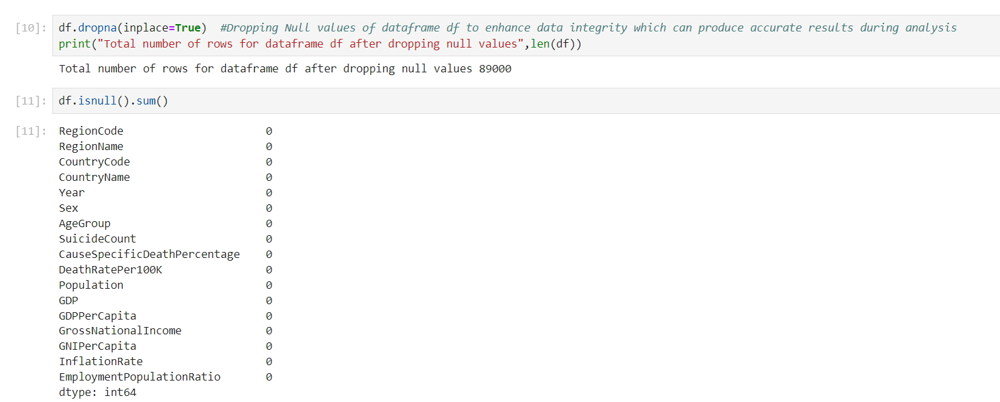 [10]: df.dropna(inplace=True)  #Dropping Null values of dataframe df to enhance data integrity which can produce accurate results during analysis
print("Total number of rows for dataframe df after dropping null values",len(df))
Total number of rows for dataframe df after dropping null values 89000
[11]: df.isnull().sum()
[11]: RegionCode 0
RegionName 0
CountryCode 0
CountryName 0
Year 0
Sex 0
AgeGroup 0
SuicideCount 0
CauseSpecificDeathPercentage 0
DeathRatePer100K 0
Population 0
GDP 0
GDPPerCapita 0
GrossNationalIncome 0
GNIPerCapita 0
InflationRate 0
EmploymentPopulationRatio 0
dtype: int64